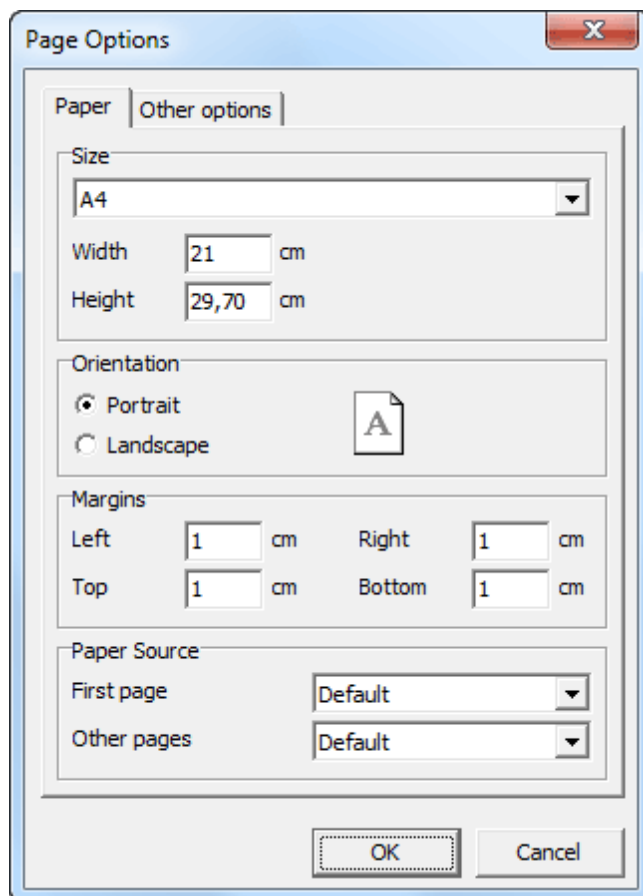 Page Options
Paper Other options
Size
A4
Width 21 cm
Height 29,70 cm
Orientation
Portrait
A
Landscape
Margins
Left 1 cm Right 1 cm
Top 1 cm Bottom 1 cm
Paper Source
First page Default
Other pages Default
OK Cancel